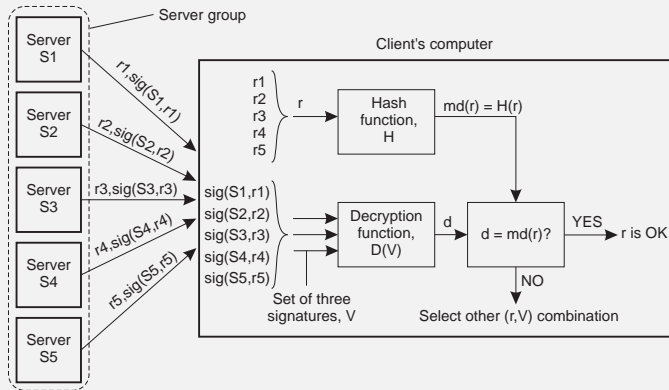 Server group
Server
S1
Server
S2
Server
S3
Server
S4
Server
S5
r1,sig(S1,r1)
r2,sig(S2,r2)
r3,sig(S3,r3)
r4,sig(S4,r4)
r5,sig(S5,r5)
Client's computer
r1
r2
r3
r4
r5
r
Hash
function,
H
md(r) = H(r)
sig(S1,r1)
sig(S2,r2)
sig(S3,r3)
sig(S4,r4)
sig(S5,r5)
Set of three
signatures, V
Decryption
function,
D(V)
d
d = md(r)?
YES
r is OK
NO
Select other (r,V) combination